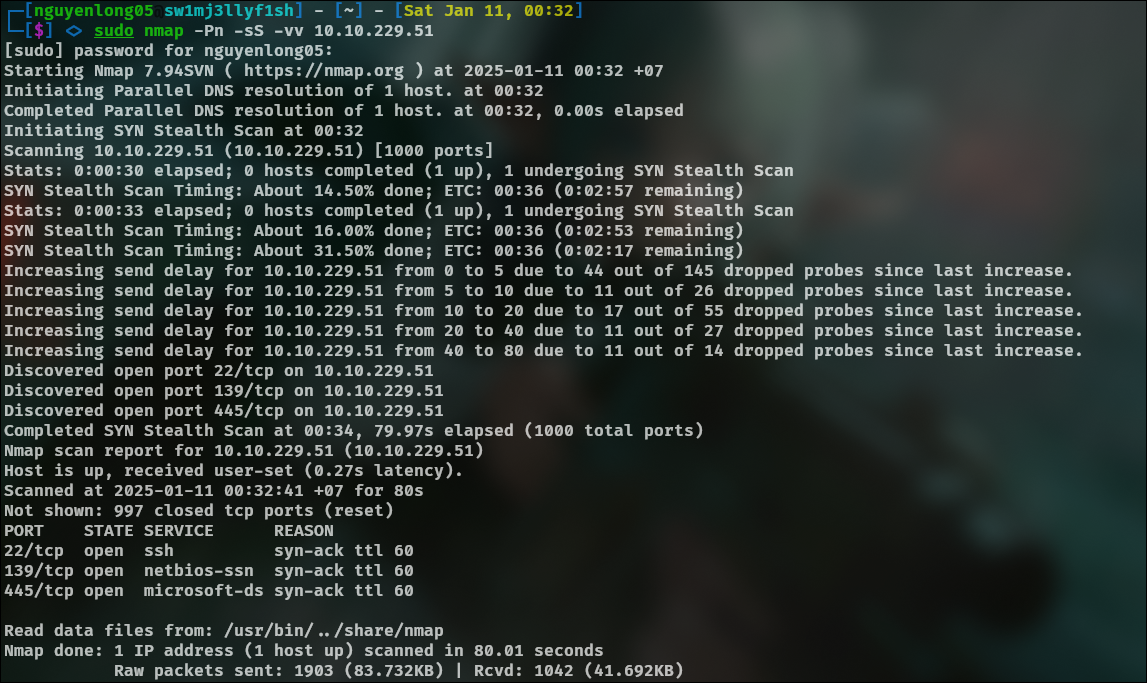 ┌─[nguyenlong05@sw1mj3llyf1sh] - [~] - [Sat Jan 11, 00:32]
└─[$] <> sudo nmap -Pn -sS -vv 10.10.229.51
[sudo] password for nguyenlong05:
Starting Nmap 7.94SVN ( https://nmap.org ) at 2025-01-11 00:32 +07
Initiating Parallel DNS resolution of 1 host. at 00:32
Completed Parallel DNS resolution of 1 host. at 00:32, 0.00s elapsed
Initiating SYN Stealth Scan at 00:32
Scanning 10.10.229.51 (10.10.229.51) [1000 ports]
Stats: 0:00:30 elapsed; 0 hosts completed (1 up), 1 undergoing SYN Stealth Scan
SYN Stealth Scan Timing: About 14.50% done; ETC: 00:36 (0:02:57 remaining)
Stats: 0:00:33 elapsed; 0 hosts completed (1 up), 1 undergoing SYN Stealth Scan
SYN Stealth Scan Timing: About 16.00% done; ETC: 00:36 (0:02:53 remaining)
SYN Stealth Scan Timing: About 31.50% done; ETC: 00:36 (0:02:17 remaining)
Increasing send delay for 10.10.229.51 from 0 to 5 due to 44 out of 145 dropped probes since last increase.
Increasing send delay for 10.10.229.51 from 5 to 10 due to 11 out of 26 dropped probes since last increase.
Increasing send delay for 10.10.229.51 from 10 to 20 due to 17 out of 55 dropped probes since last increase.
Increasing send delay for 10.10.229.51 from 20 to 40 due to 11 out of 27 dropped probes since last increase.
Increasing send delay for 10.10.229.51 from 40 to 80 due to 11 out of 14 dropped probes since last increase.
Discovered open port 22/tcp on 10.10.229.51
Discovered open port 139/tcp on 10.10.229.51
Discovered open port 445/tcp on 10.10.229.51
Completed SYN Stealth Scan at 00:34, 79.97s elapsed (1000 total ports)
Nmap scan report for 10.10.229.51 (10.10.229.51)
Host is up, received user-set (0.27s latency).
Scanned at 2025-01-11 00:32:41 +07 for 80s
Not shown: 997 closed tcp ports (reset)
PORT    STATE SERVICE      REASON
22/tcp  open  ssh          syn-ack ttl 60
139/tcp open  netbios-ssn  syn-ack ttl 60
445/tcp open  microsoft-ds syn-ack ttl 60
Read data files from: /usr/bin/../share/nmap
Nmap done: 1 IP address (1 host up) scanned in 80.01 seconds
Raw packets sent: 1903 (83.732KB) | Rcvd: 1042 (41.692KB)